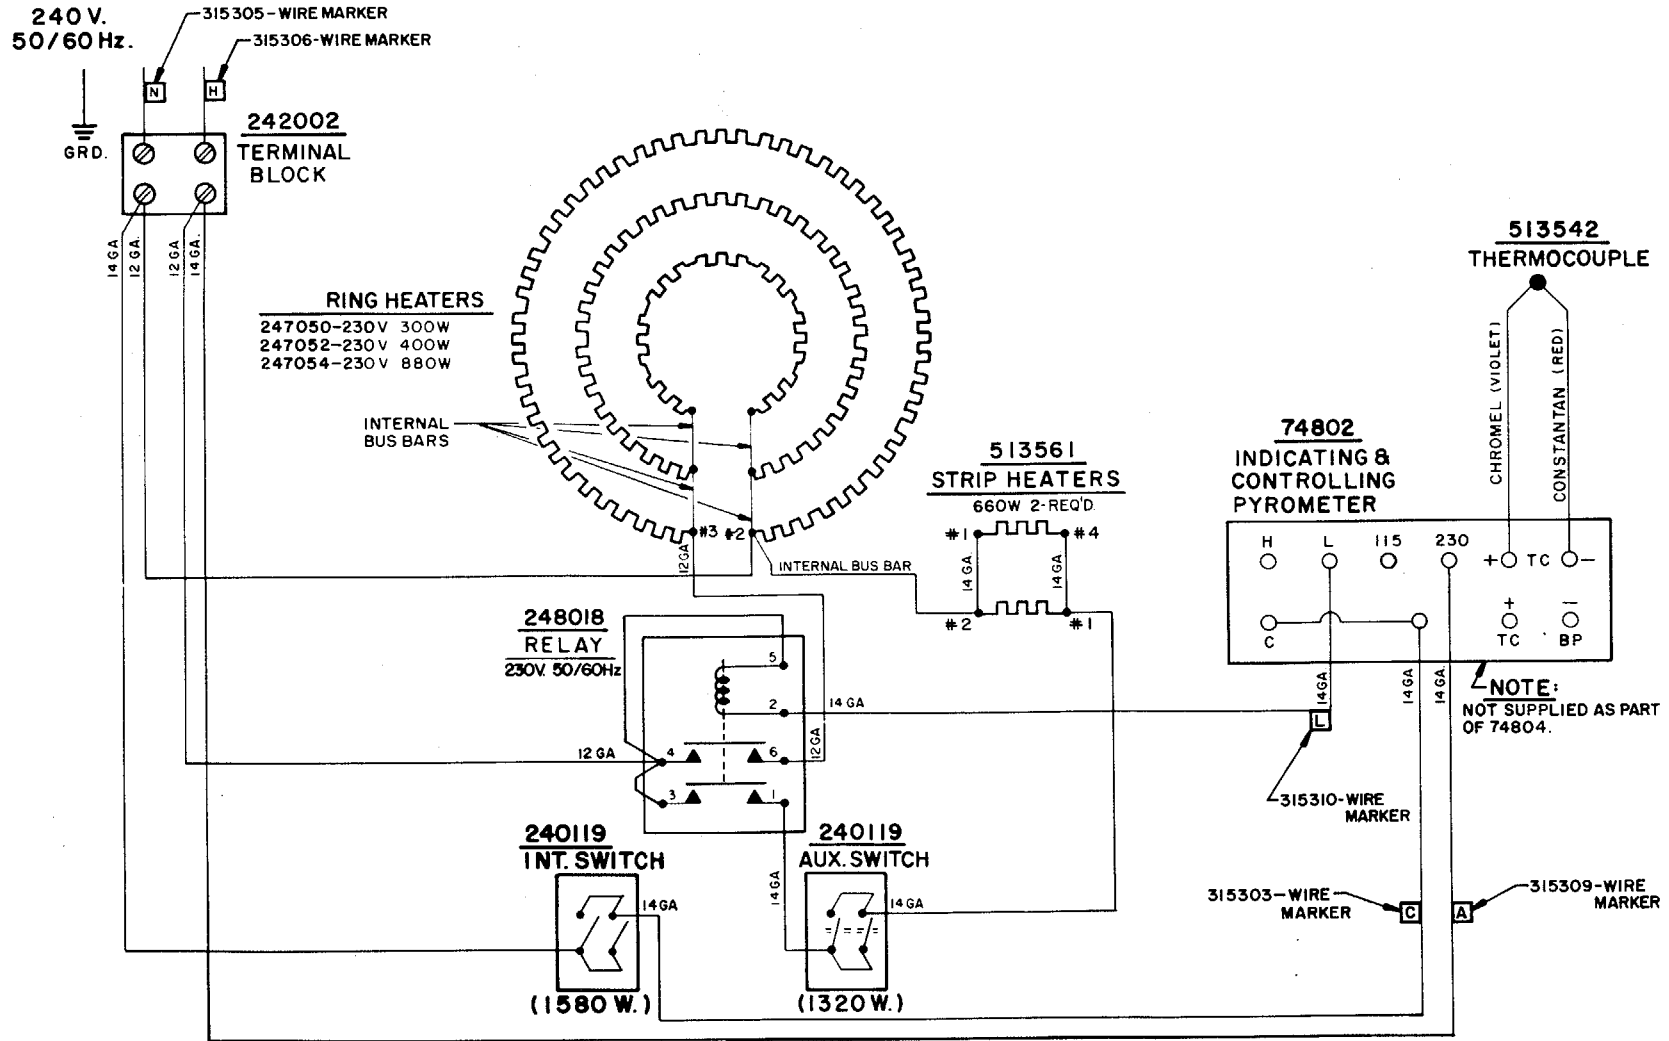 240 V.
50/60 Hz.
315305-WIRE MARKER
315306-WIRE MARKER
N
H
GRD.
242002
TERMINAL
BLOCK
14 GA
12 GA.
12 GA
14 GA.
RING HEATERS
247050-230V 300W
247052-230V 400W
247054-230V 880W
INTERNAL
BUS BARS
#3
#2
12GA
INTERNAL BUS BAR
513561
STRIP HEATERS
660W 2-REQ'D.
#1
#4
14 GA
14 GA
#2
#1
513542
THERMOCOUPLE
CHROMEL (VIOLET)
CONSTANTAN (RED)
74802
INDICATING &
CONTROLLING
PYROMETER
H
L
115
230
+
TC
–
C
+
TC
–
BP
14GA
14 GA
14 GA.
NOTE:
NOT SUPPLIED AS PART
OF 74804.
248018
RELAY
230V. 50/60Hz
5
2
4
6
3
1
14 GA
12 GA
12GA
L
315310-WIRE
MARKER
240119
INT. SWITCH
14GA
(1580 W.)
14 GA
240119
AUX. SWITCH
14 GA
(1320 W.)
315303-WIRE
MARKER
C
A
315309-WIRE
MARKER